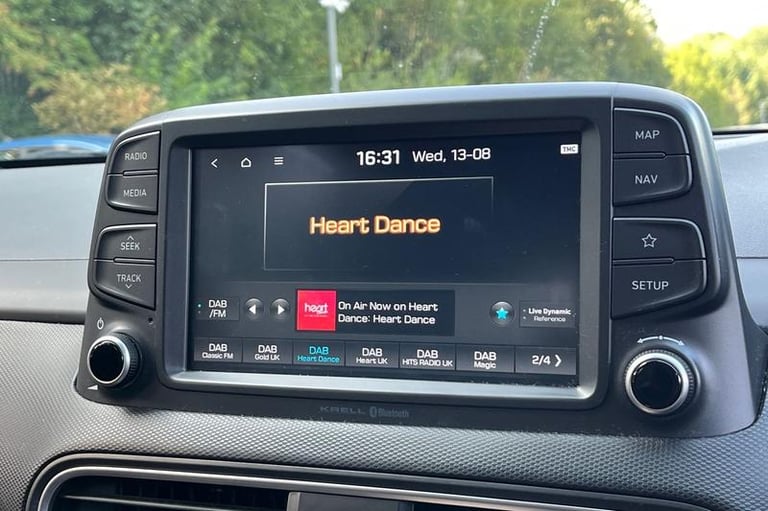 RADIO
MEDIA
SEEK
TRACK
16:31 Wed, 13-08
TMC
Heart Dance
DAB
/FM
heart
On Air Now on Heart
Dance: Heart Dance
Live Dynamic
Reference
DAB
Classic FM
DAB
Gold UK
DAB
Heart Dance
DAB
Heart UK
DAB
HITS RADIO UK
DAB
Magic
2/4
MAP
NAV
SETUP
KRELL Bluetooth